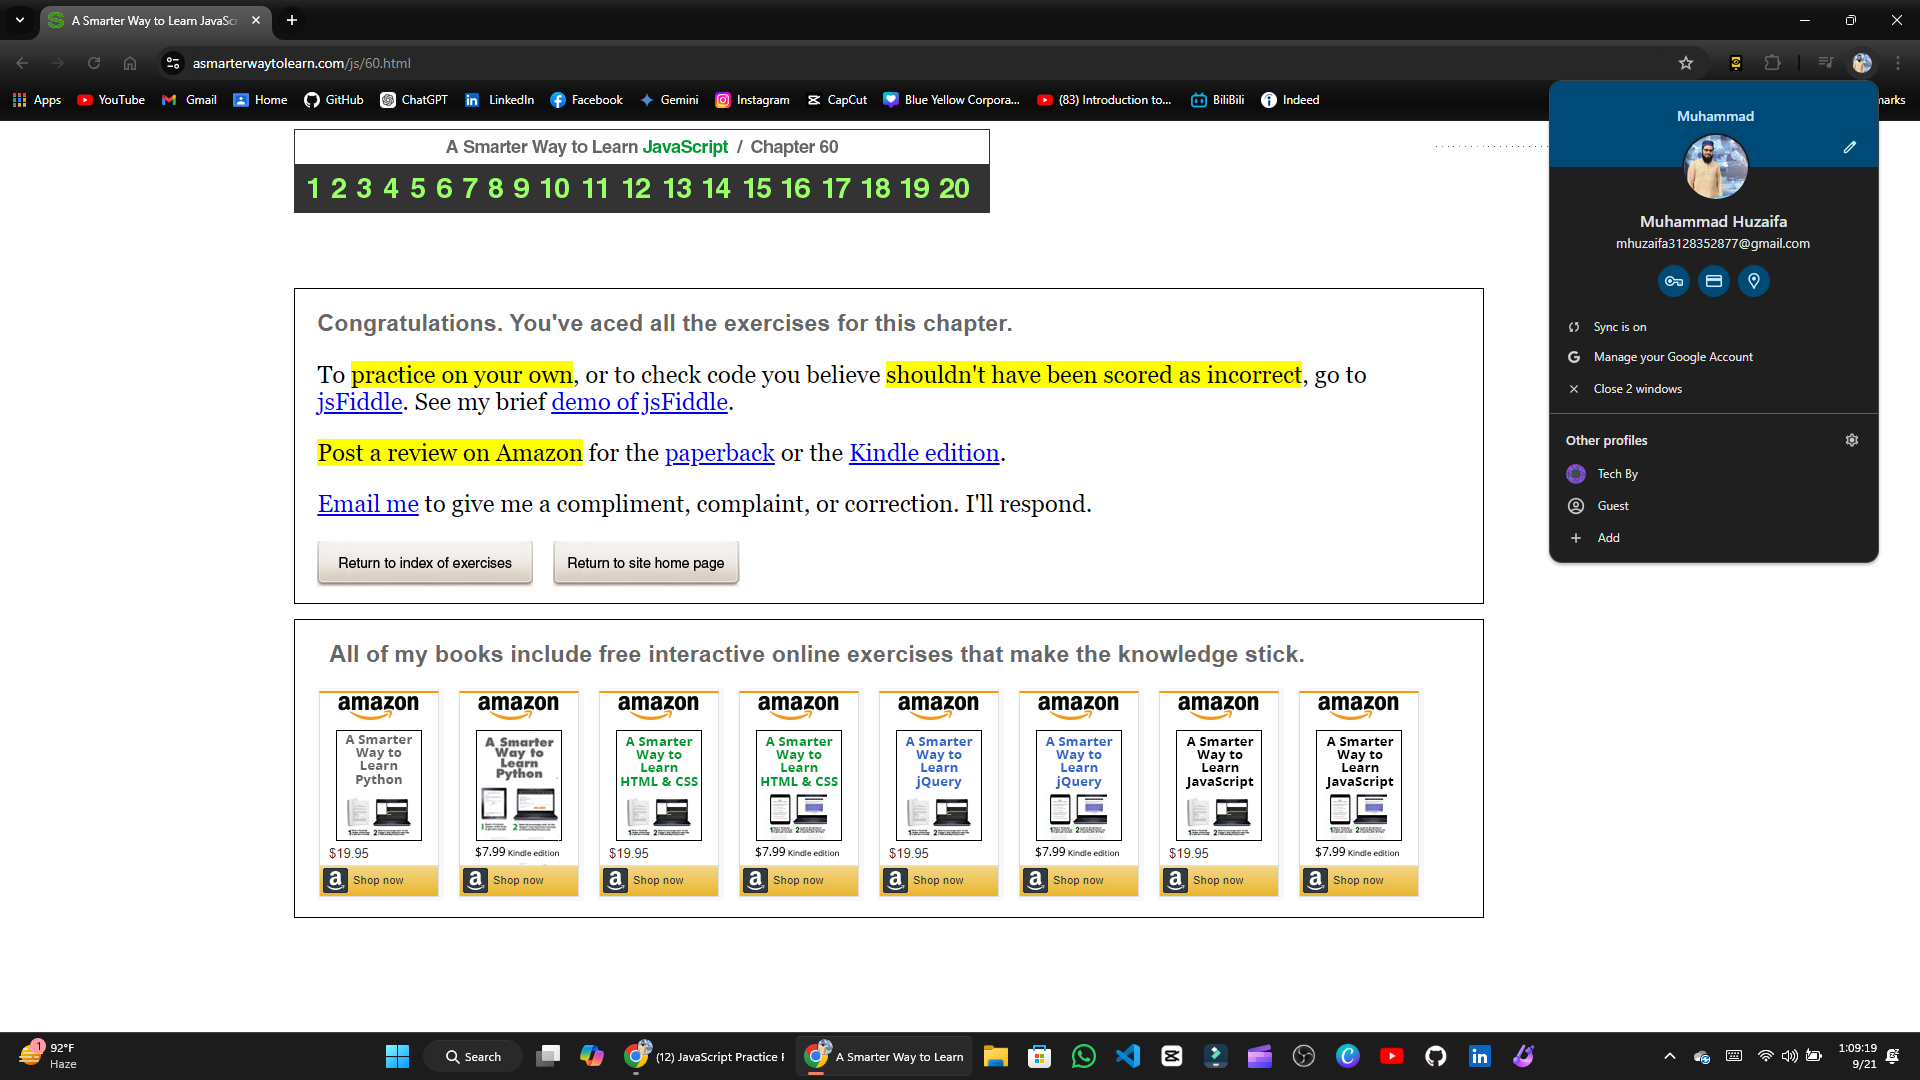 A Smarter Way to Learn JavaSc
asmarterwaytolearn.com/js/60.html
Apps YouTube Gmail Home GitHub ChatGPT LinkedIn Facebook Gemini Instagram CapCut Blue Yellow Corpora... (83) Introduction to... BiliBili Indeed marks
A Smarter Way to Learn JavaScript / Chapter 60
1 2 3 4 5 6 7 8 9 10 11 12 13 14 15 16 17 18 19 20
Congratulations. You've aced all the exercises for this chapter.
To practice on your own, or to check code you believe shouldn't have been scored as incorrect, go to
jsFiddle. See my brief demo of jsFiddle.
Post a review on Amazon for the paperback or the Kindle edition.
Email me to give me a compliment, complaint, or correction. I'll respond.
Return to index of exercises Return to site home page
Muhammad
Muhammad Huzaifa
mhuzaifa3128352877@gmail.com
Sync is on
Manage your Google Account
Close 2 windows
Other profiles
Tech By
Guest
Add
All of my books include free interactive online exercises that make the knowledge stick.
amazon amazon amazon amazon amazon amazon amazon amazon
A Smarter
Way to
Learn
Python
A Smarter
Way to
Learn
Python
A Smarter
Way to
Learn
HTML & CSS
A Smarter
Way to
Learn
HTML & CSS
A Smarter
Way to
Learn
jQuery
A Smarter
Way to
Learn
jQuery
A Smarter
Way to
Learn
JavaScript
A Smarter
Way to
Learn
JavaScript
$19.95 $7.99 Kindle edition $19.95 $7.99 Kindle edition $19.95 $7.99 Kindle edition $19.95 $7.99 Kindle edition
Shop now Shop now Shop now Shop now Shop now Shop now Shop now Shop now
1 92°F
Haze
Search
(12) JavaScript Practice
A Smarter Way to Learn
1:09:19
9/21